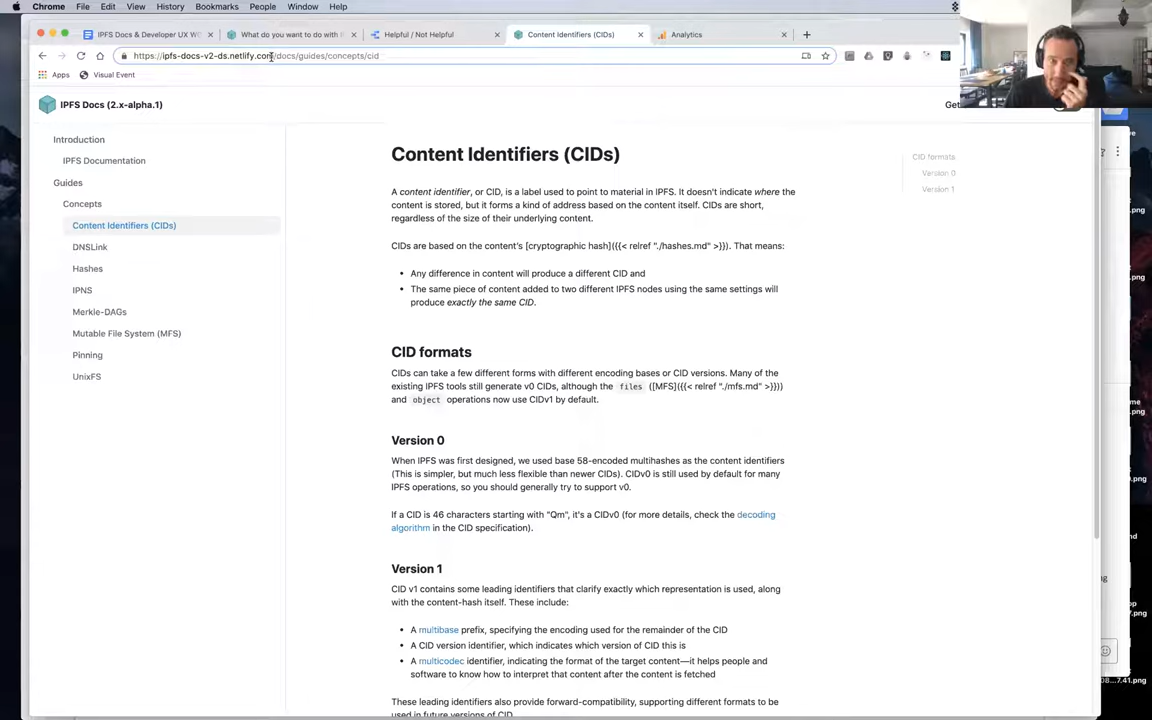 Chrome File Edit View History Bookmarks People Window Help
IPFS Docs & Developer UX W
What do you want to do with
Helpful / Not Helpful
Content Identifiers (CIDs)
Analytics
https://ipfs-docs-v2-ds.netlify.com/docs/guides/concepts/cid
Apps Visual Event
IPFS Docs (2.x-alpha.1)
Get
Introduction
IPFS Documentation
Guides
Concepts
Content Identifiers (CIDs)
DNSLink
Hashes
IPNS
Merkle-DAGs
Mutable File System (MFS)
Pinning
UnixFS
Content Identifiers (CIDs)
A content identifier, or CID, is a label used to point to material in IPFS. It doesn't indicate where the
content is stored, but it forms a kind of address based on the content itself. CIDs are short,
regardless of the size of their underlying content.
CIDs are based on the content's [cryptographic hash]({{< relref "./hashes.md" >}}). That means:
• Any difference in content will produce a different CID and
• The same piece of content added to two different IPFS nodes using the same settings will
produce exactly the same CID.
CID formats
CIDs can take a few different forms with different encoding bases or CID versions. Many of the
existing IPFS tools still generate v0 CIDs, although the files ([MFS]({{< relref "./mfs.md" >}}))
and object operations now use CIDv1 by default.
Version 0
When IPFS was first designed, we used base 58-encoded multihashes as the content identifiers
(This is simpler, but much less flexible than newer CIDs). CIDv0 is still used by default for many
IPFS operations, so you should generally try to support v0.
If a CID is 46 characters starting with "Qm", it's a CIDv0 (for more details, check the decoding
algorithm in the CID specification).
Version 1
CID v1 contains some leading identifiers that clarify exactly which representation is used, along
with the content-hash itself. These include:
• A multibase prefix, specifying the encoding used for the remainder of the CID
• A CID version identifier, which indicates which version of CID this is
• A multicodec identifier, indicating the format of the target content—it helps people and
software to know how to interpret that content after the content is fetched
These leading identifiers also provide forward-compatibility, supporting different formats to be
used in future versions of CID.
CID formats
Version 0
Version 1
.png
.png
.png
.png
.png
.png